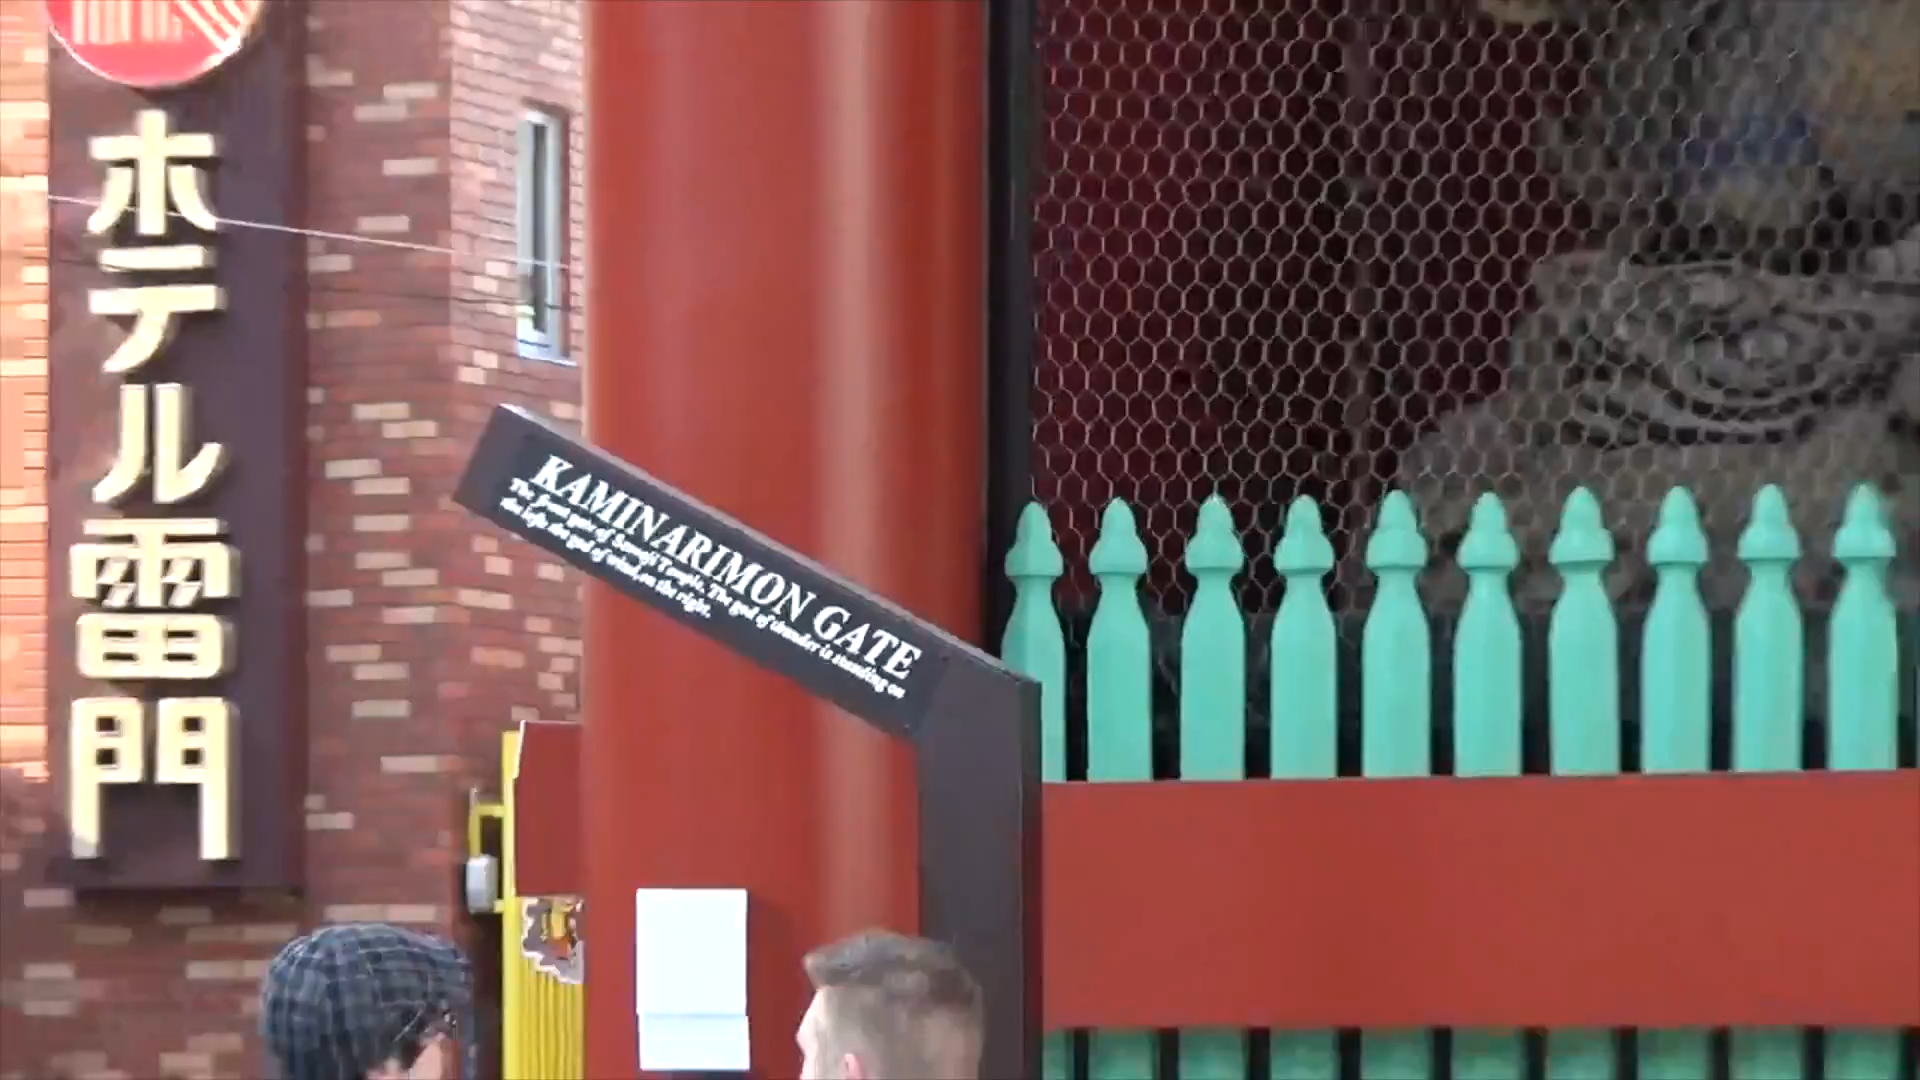 ホテル雷門
KAMINARIMON GATE
The front gate of Sensoji Temple. The god of thunder is standing on
the left, the god of wind, on the right.